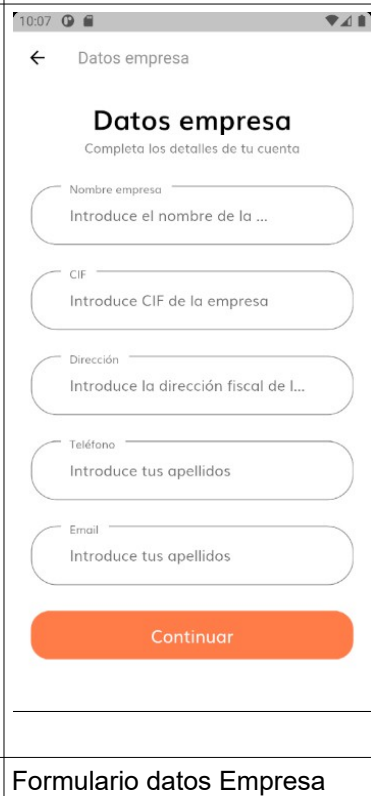 10:07
Datos empresa
Datos empresa
Completa los detalles de tu cuenta
Nombre empresa
Introduce el nombre de la ...
CIF
Introduce CIF de la empresa
Dirección
Introduce la dirección fiscal de l...
Teléfono
Introduce tus apellidos
Email
Introduce tus apellidos
Continuar
Formulario datos Empresa